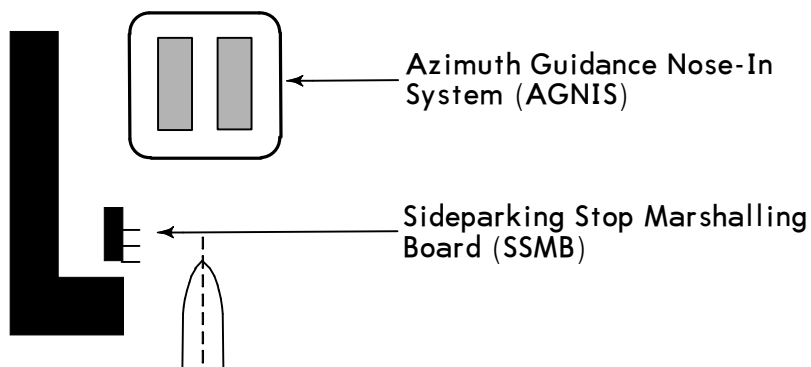 Azimuth Guidance Nose-In
System (AGNIS)
Sideparking Stop Marshalling
Board (SSMB)